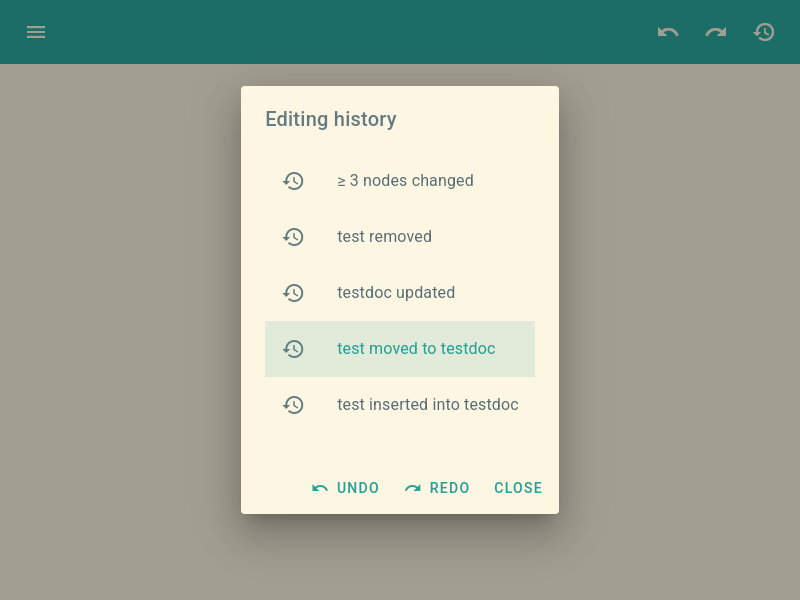 Editing history
≥ 3 nodes changed
test removed
testdoc updated
test moved to testdoc
test inserted into testdoc
UNDO REDO CLOSE